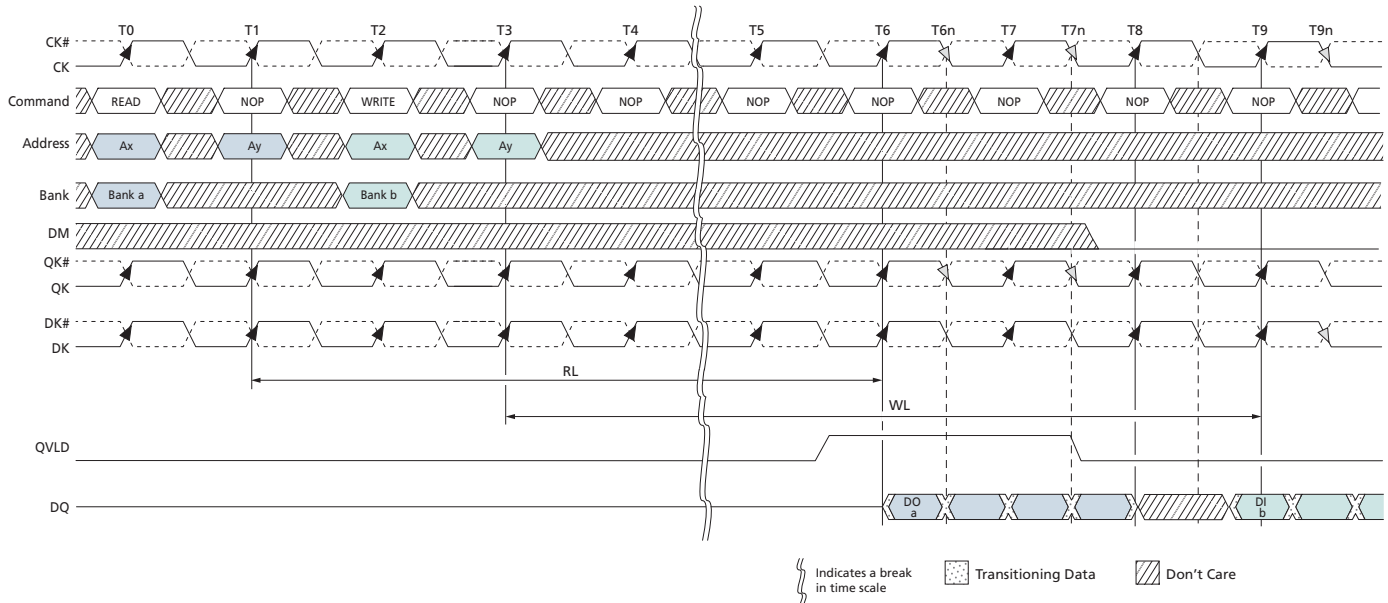 T0 T1 T2 T3 T4 T5 T6 T6n T7 T7n T8 T9 T9n
CK#
CK
Command READ NOP WRITE NOP NOP NOP NOP NOP NOP NOP
Address Ax Ay Ax Ay
Bank Bank a Bank b
DM
QK#
QK
DK#
DK
RL
WL
QVLD
DQ DO a DI b
Indicates a break
in time scale
Transitioning Data
Don't Care